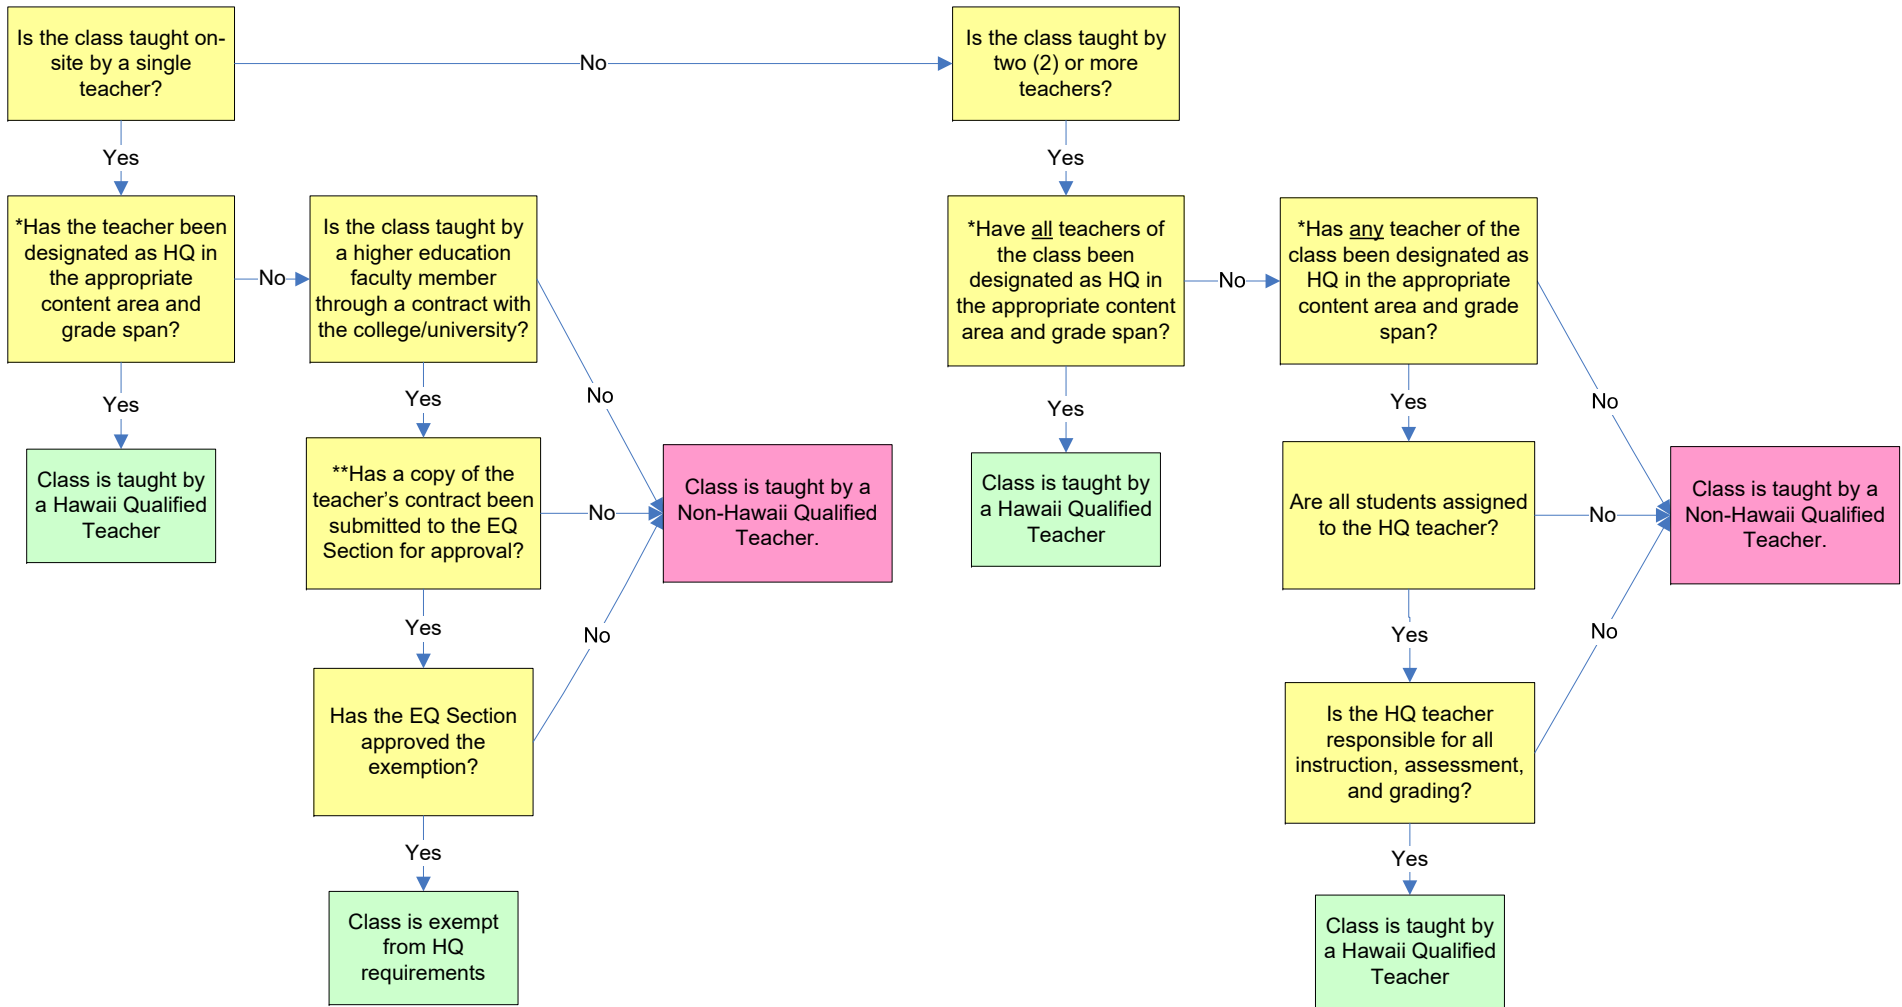 Is the class taught on-
site by a single
teacher?
No
Is the class taught by
two (2) or more
teachers?
Yes
Yes
*Has the teacher been
designated as HQ in
the appropriate
content area and
grade span?
No
Is the class taught by
a higher education
faculty member
through a contract with
the college/university?
*Have all teachers of
the class been
designated as HQ in
the appropriate content
area and grade span?
No
*Has any teacher of the
class been designated as
HQ in the appropriate
content area and grade
span?
Yes
Yes
No
Yes
Yes
No
Class is taught by
a Hawaii Qualified
Teacher
**Has a copy of the
teacher’s contract been
submitted to the EQ
Section for approval?
No
Class is taught by a
Non-Hawaii Qualified
Teacher.
Class is taught by
a Hawaii Qualified
Teacher
Are all students assigned
to the HQ teacher?
No
Class is taught by a
Non-Hawaii Qualified
Teacher.
Yes
No
Yes
No
Has the EQ Section
approved the
exemption?
Is the HQ teacher
responsible for all
instruction, assessment,
and grading?
Yes
Yes
Class is exempt
from HQ
requirements
Class is taught by
a Hawaii Qualified
Teacher